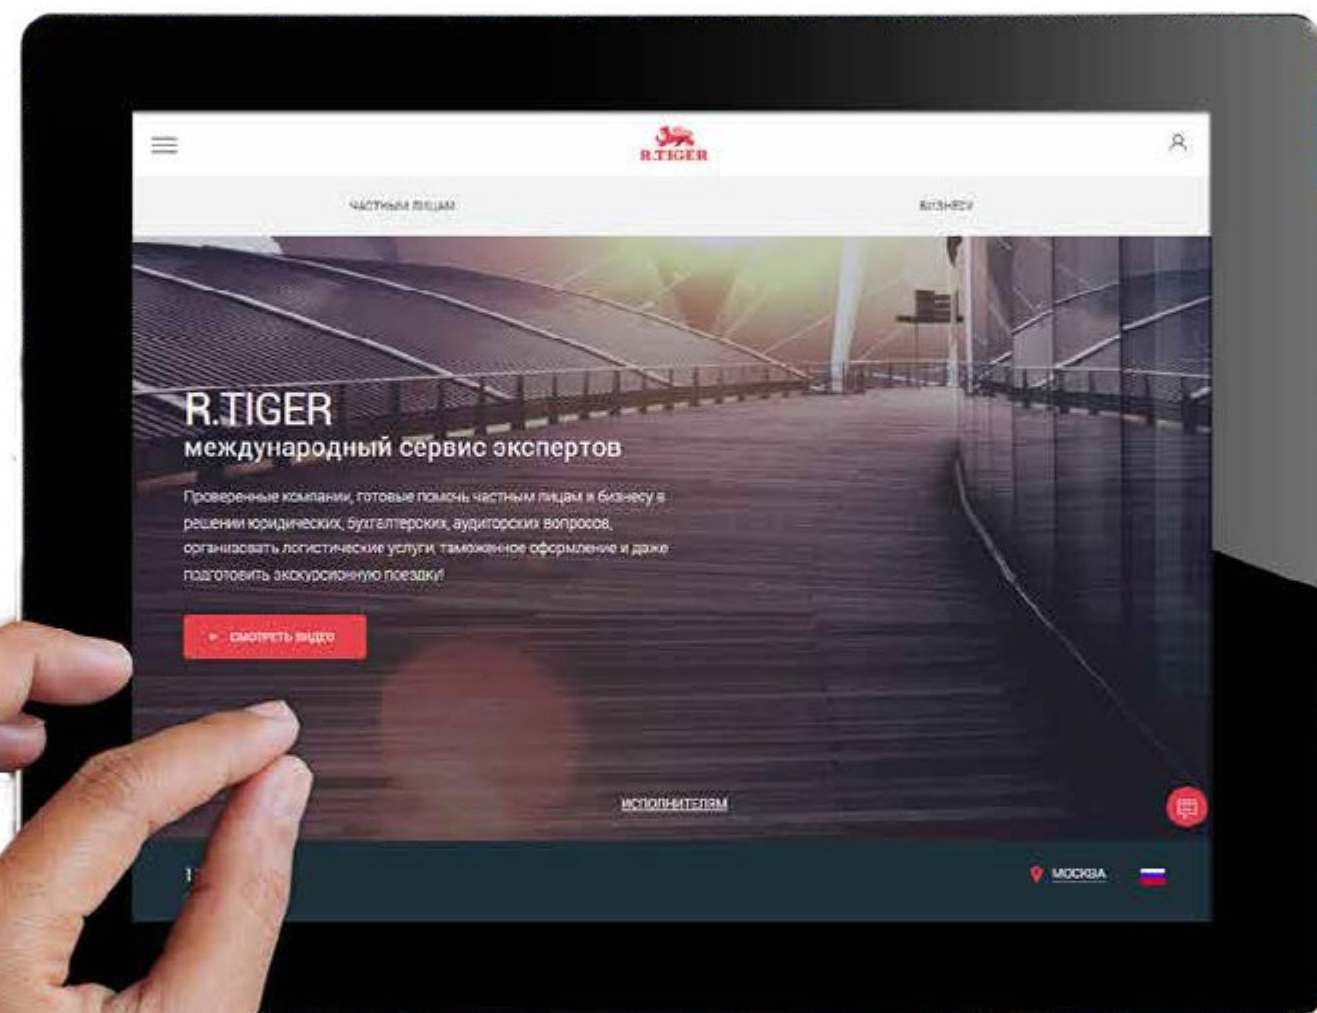 R.TIGER
ЧАСТНЫМ ЛИЦАМ
БИЗНЕСУ
R.TIGER
международный сервис экспертов
Проверенные компании, готовые помочь частным лицам и бизнесу в
решении юридических, бухгалтерских, аудиторских вопросов,
организовать логистические услуги, таможенное оформление и даже
подготовить экскурсионную поездку!
СМОТРЕТЬ ВИДЕО
ИСПОЛНИТЕЛЯМ
МОСКВА